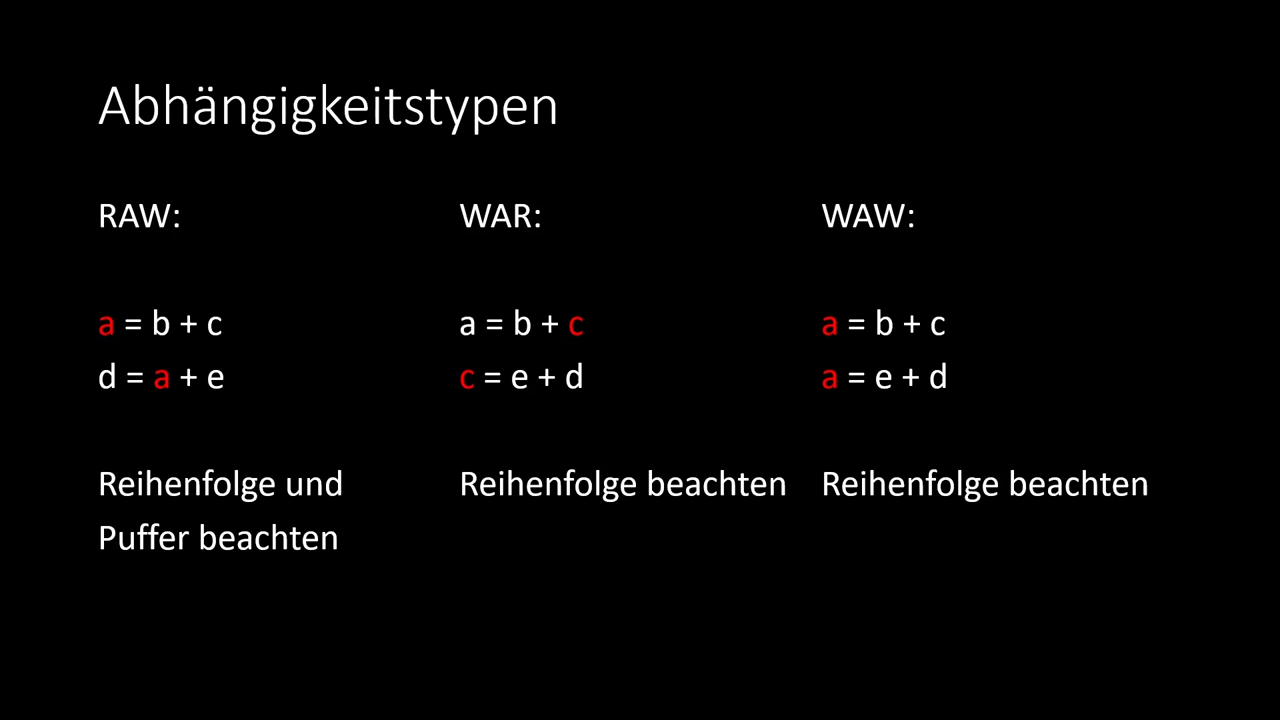 Abhängigkeitstypen
RAW:
a = b + c
d = a + e
Reihenfolge und
Puffer beachten
WAR:
a = b + c
c = e + d
Reihenfolge beachten
WAW:
a = b + c
a = e + d
Reihenfolge beachten